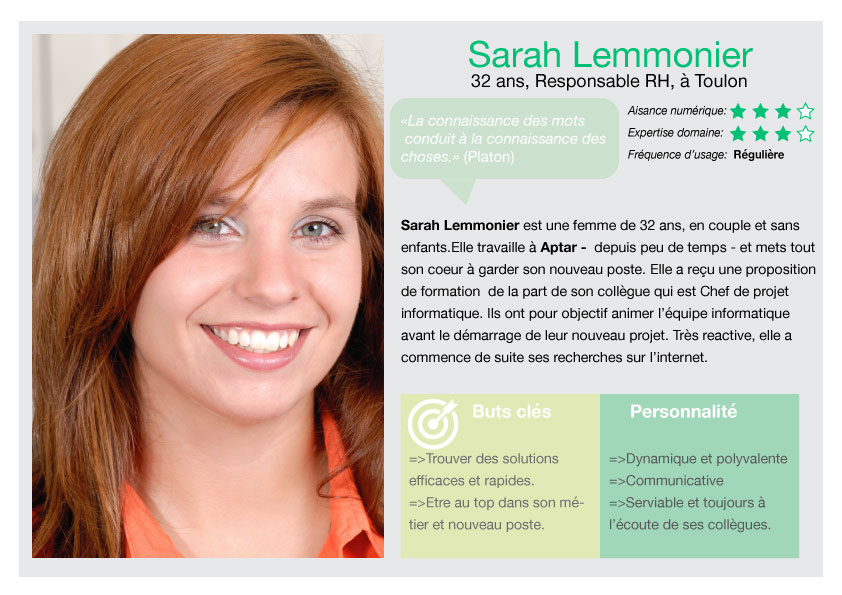 Sarah Lemmonier
32 ans, Responsable RH, à Toulon
«La connaissance des mots
conduit à la connaissance des
choses.» (Platon)
Aisance numérique:
Expertise domaine:
Fréquence d’usage: Régulière
Sarah Lemmonier est une femme de 32 ans, en couple et sans
enfants.Elle travaille à Aptar - depuis peu de temps - et mets tout
son coeur à garder son nouveau poste. Elle a reçu une proposition
de formation de la part de son collègue qui est Chef de projet
informatique. Ils ont pour objectif animer l’équipe informatique
avant le démarrage de leur nouveau projet. Très reactive, elle a
commence de suite ses recherches sur l’internet.
Buts clés
=>Trouver des solutions
efficaces et rapides.
=>Etre au top dans son mé-
tier et nouveau poste.
Personnalité
=>Dynamique et polyvalente
=>Communicative
=>Serviable et toujours à
l’écoute de ses collègues.